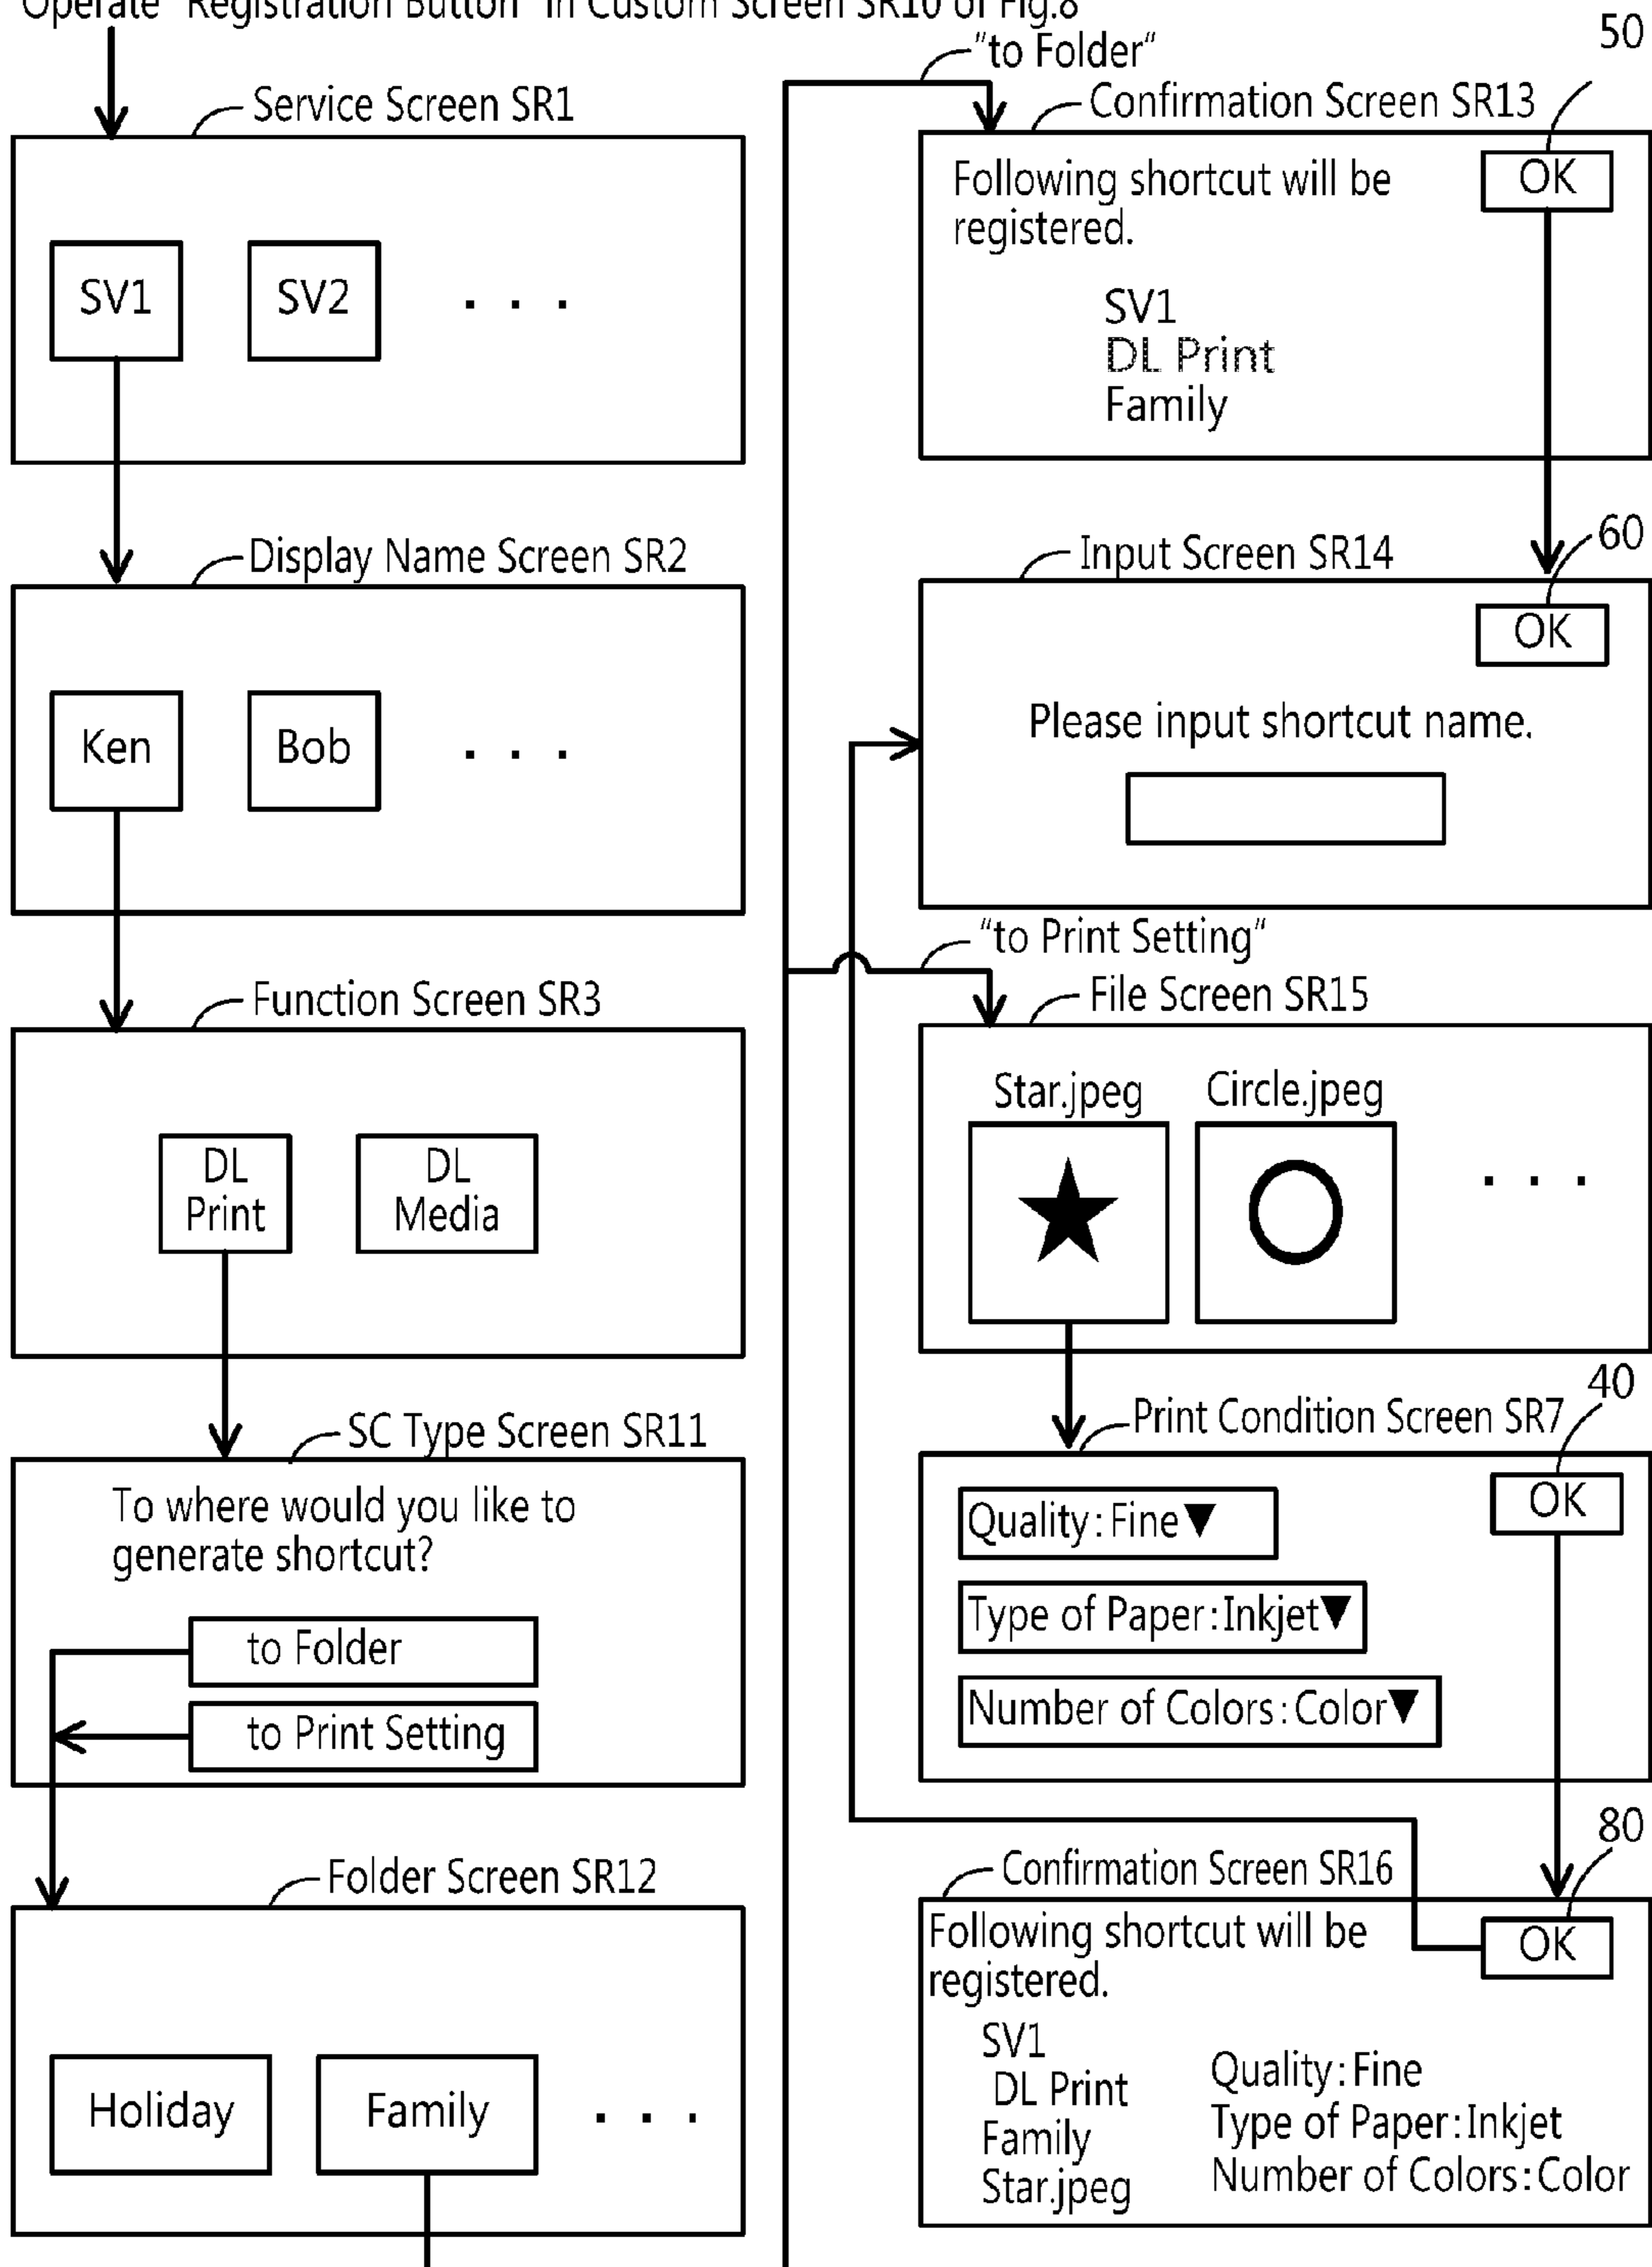 Operate "Registration Button" in Custom Screen SR10 of Fig.8
Service Screen SR1
SV1
SV2
. . .
Display Name Screen SR2
Ken
Bob
. . .
Function Screen SR3
DL
Print
DL
Media
SC Type Screen SR11
To where would you like to
generate shortcut?
to Folder
to Print Setting
Folder Screen SR12
Holiday
Family
. . .
"to Folder"
50
Confirmation Screen SR13
OK
Following shortcut will be
registered.
SV1
DL Print
Family
60
Input Screen SR14
OK
Please input shortcut name.
"to Print Setting"
File Screen SR15
Star.jpeg
Circle.jpeg
. . .
40
Print Condition Screen SR7
OK
Quality:Fine▼
Type of Paper:Inkjet▼
Number of Colors:Color▼
80
Confirmation Screen SR16
OK
Following shortcut will be
registered.
SV1
DL Print
Family
Star.jpeg
Quality:Fine
Type of Paper:Inkjet
Number of Colors:Color